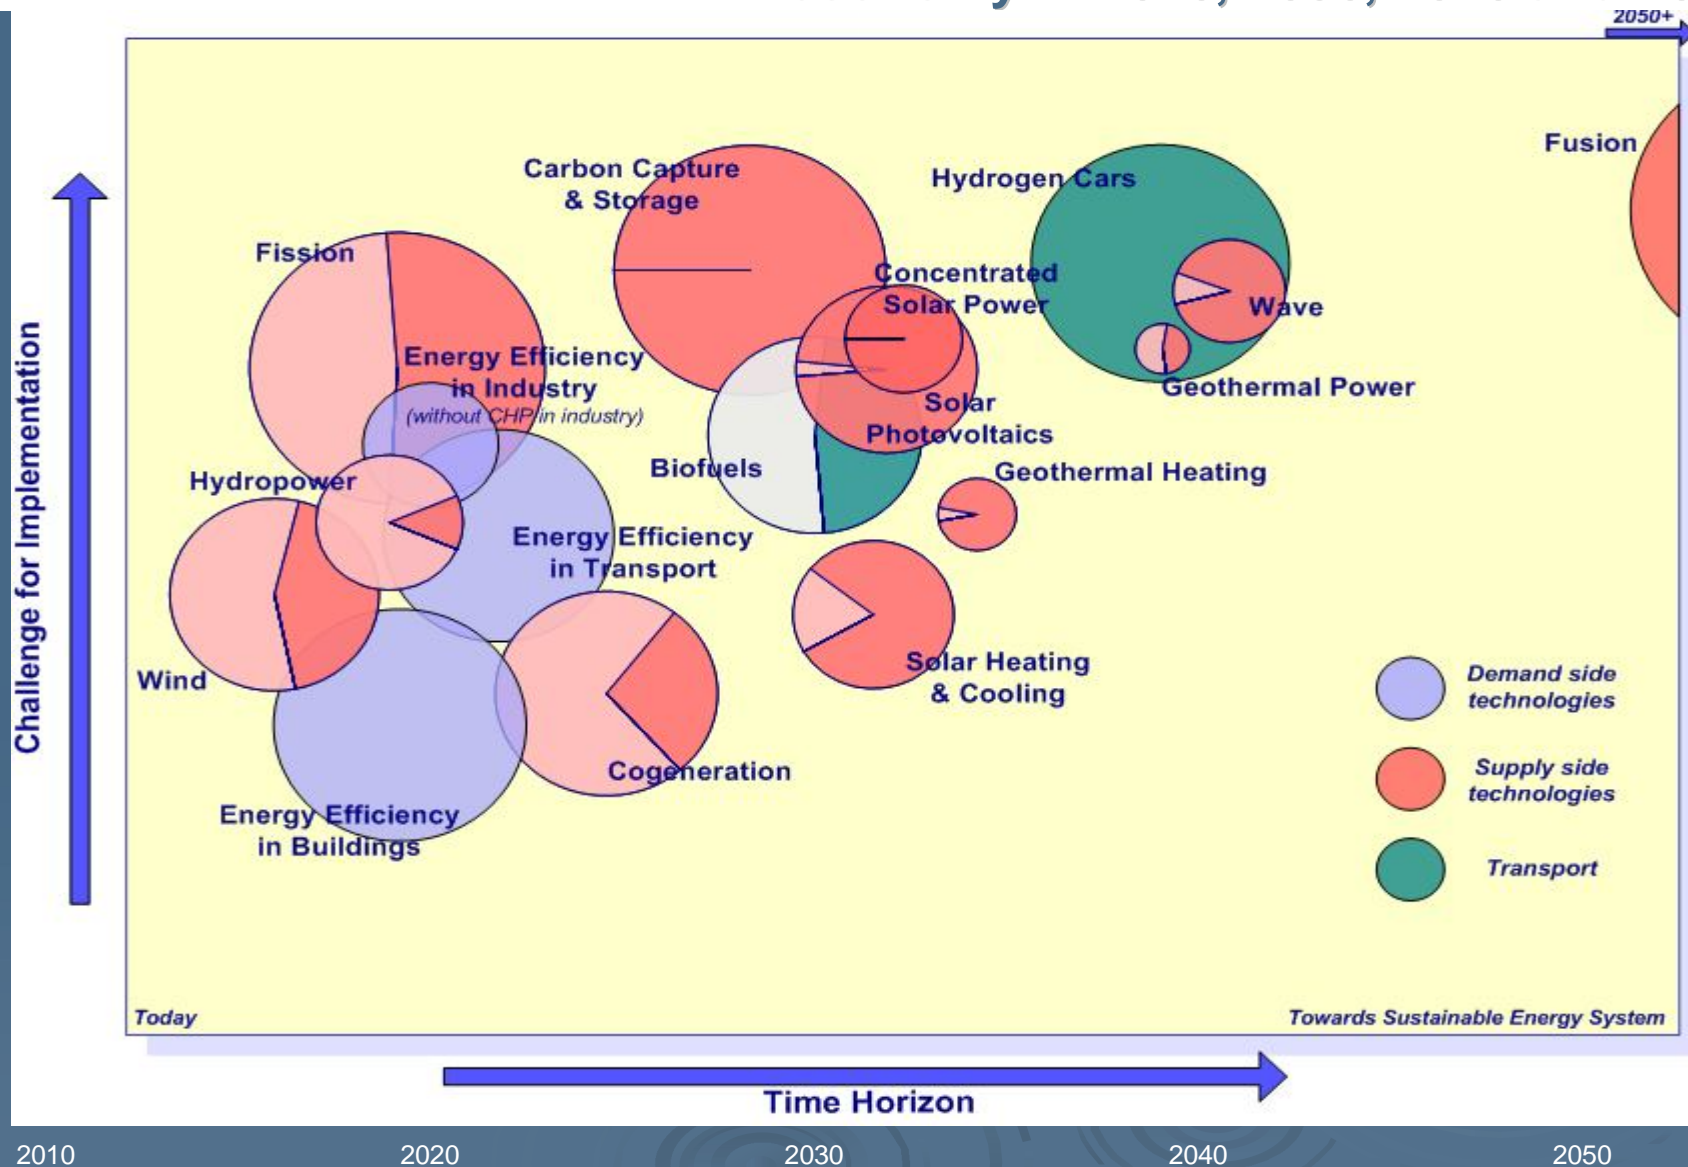 2050+
Fusion
Carbon Capture
& Storage
Hydrogen Cars
Fission
Concentrated
Solar Power
Wave
Energy Efficiency
in Industry
(without CHP in industry)
Geothermal Power
Solar
Photovoltaics
Biofuels
Geothermal Heating
Hydropower
Energy Efficiency
in Transport
Wind
Solar Heating
& Cooling
Cogeneration
Energy Efficiency
in Buildings
Demand side
technologies
Supply side
technologies
Transport
Challenge for Implementation
Today
Towards Sustainable Energy System
Time Horizon
2010 2020 2030 2040 2050